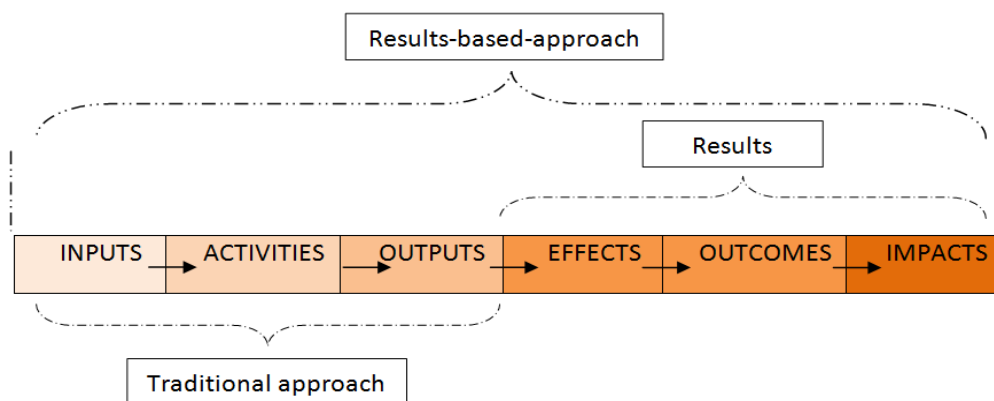 Results-based-approach
Results
INPUTS ACTIVITIES OUTPUTS EFFECTS OUTCOMES IMPACTS
Traditional approach